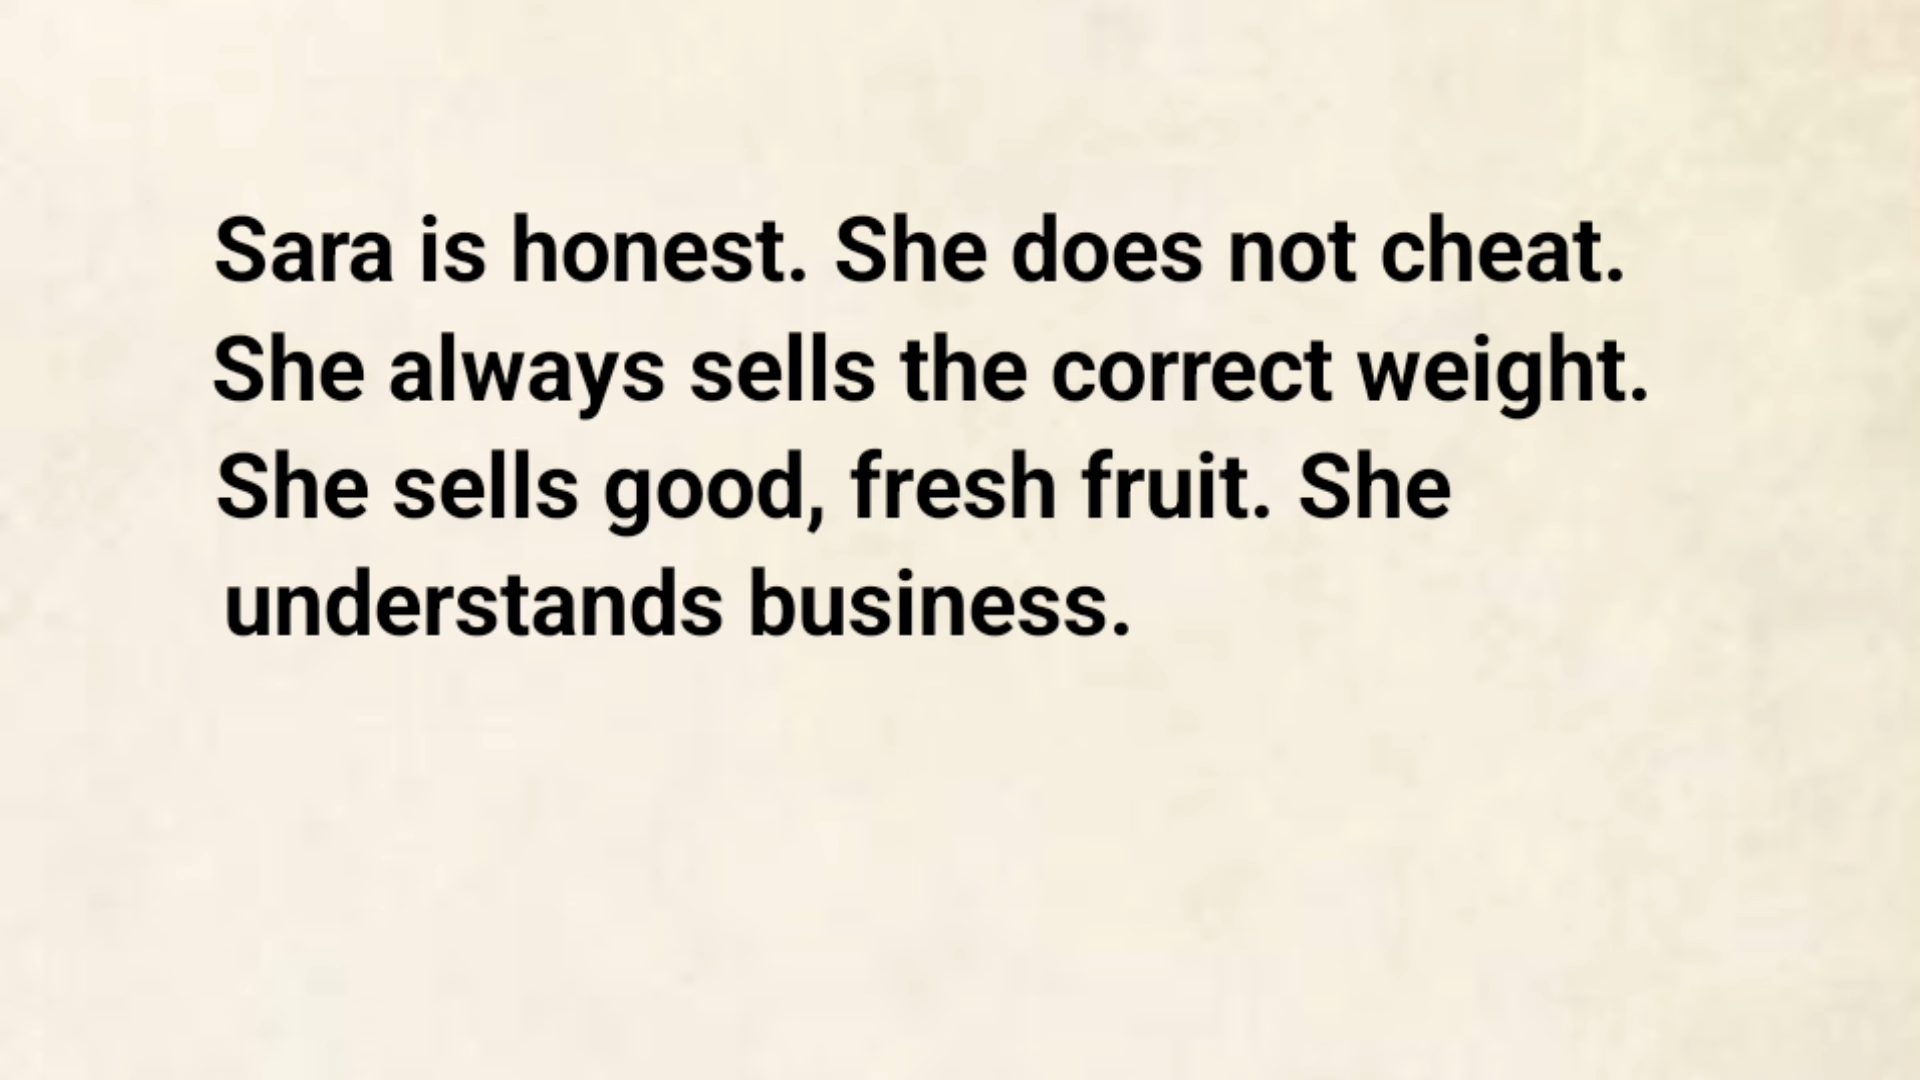 Sara is honest. She does not cheat.
She always sells the correct weight.
She sells good, fresh fruit. She
understands business.